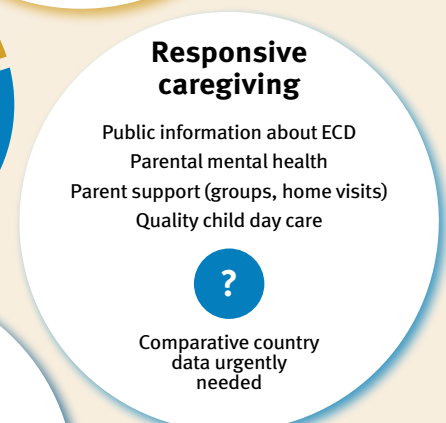 Responsive
caregiving
Public information about ECD
Parental mental health
Parent support (groups, home visits)
Quality child day care
?
Comparative country
data urgently
needed